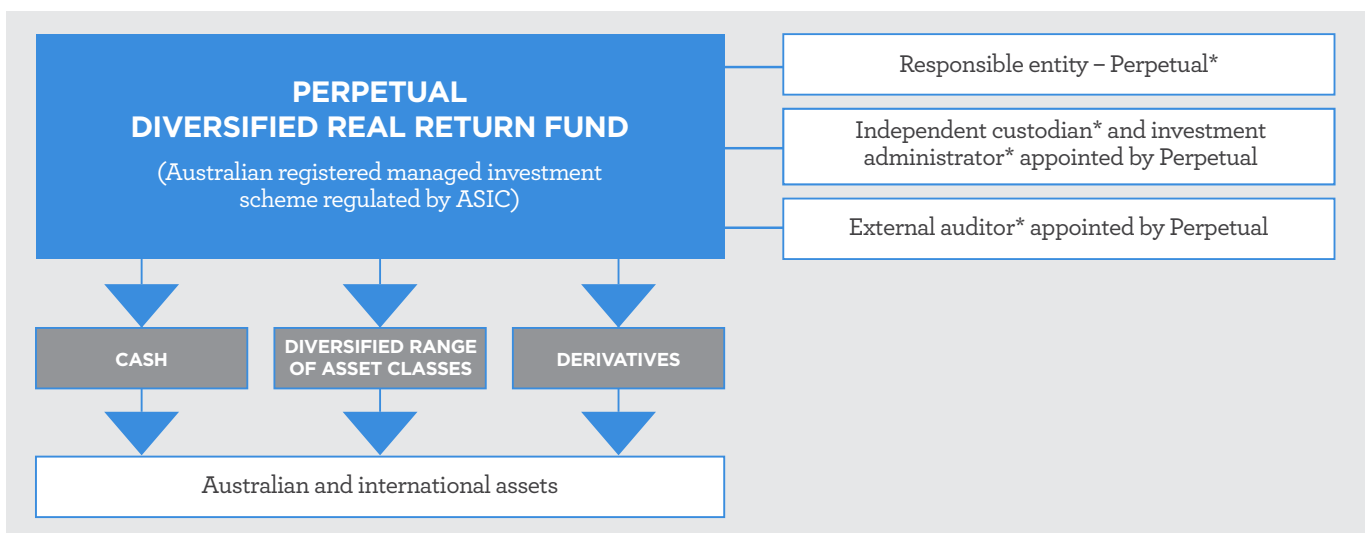 PERPETUAL
DIVERSIFIED REAL RETURN FUND
(Australian registered managed investment
scheme regulated by ASIC)
Responsible entity – Perpetual*
Independent custodian* and investment
administrator* appointed by Perpetual
External auditor* appointed by Perpetual
CASH
DIVERSIFIED RANGE
OF ASSET CLASSES
DERIVATIVES
Australian and international assets